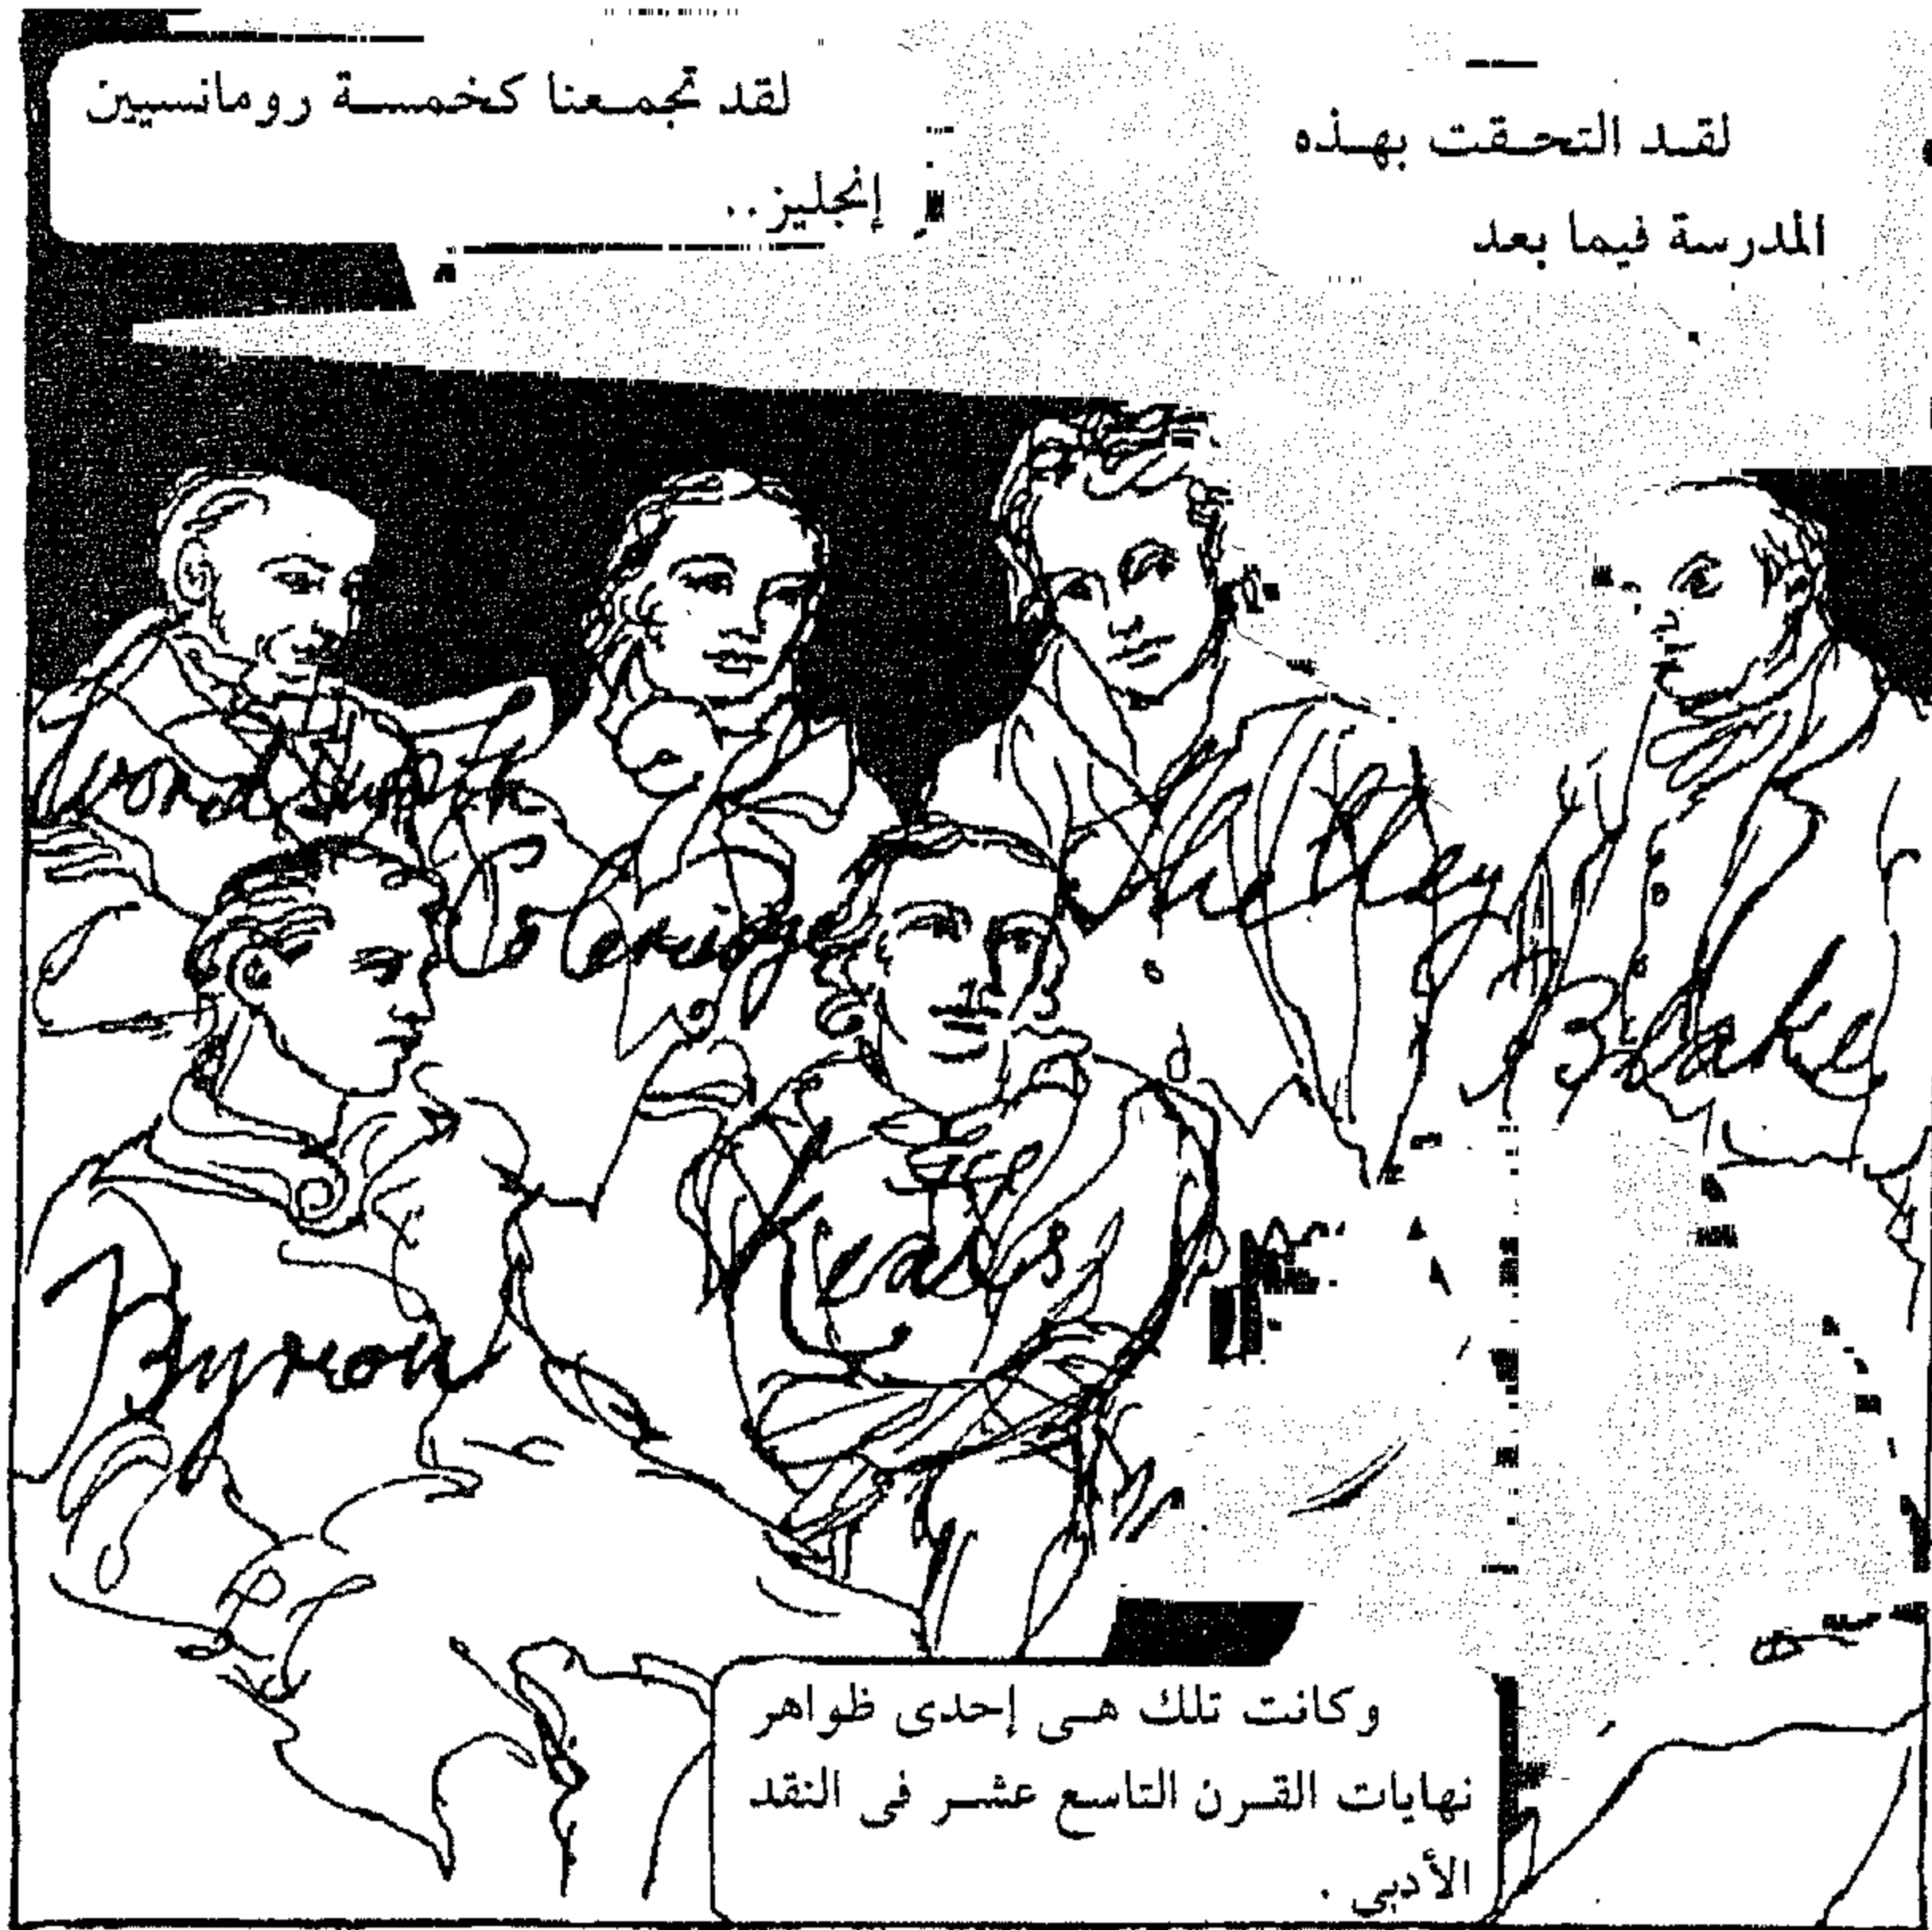 لقد تجمعنا كخمسة رومانسيين
إنجليز..
لقد التحقت بهذه
المدرسة فيما بعد
Wordsworth
Coleridge
Shelley
Blake
Byron
Keats
وكانت تلك هى إحدى ظواهر
نهايات القرن التاسع عشر فى النقد
الأدبى .